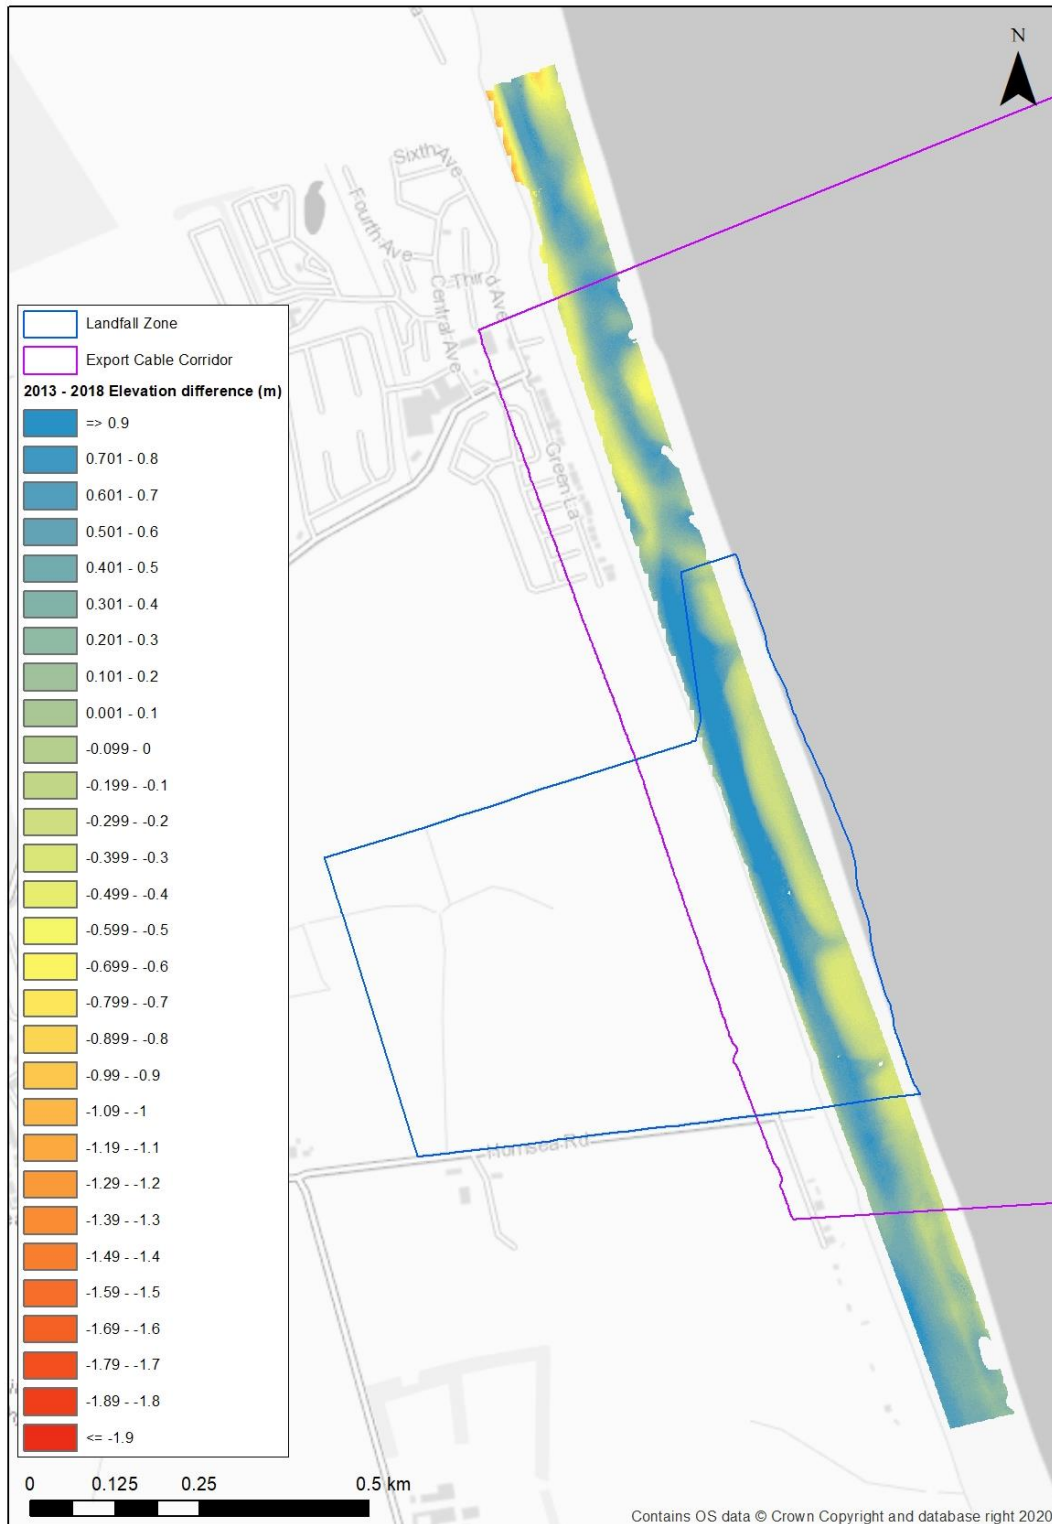 N
Sixth Ave
Fourth Ave
Third Ave
Central Ave
Green La
Landfall Zone
Export Cable Corridor
2013 - 2018 Elevation difference (m)
=> 0.9
0.701 - 0.8
0.601 - 0.7
0.501 - 0.6
0.401 - 0.5
0.301 - 0.4
0.201 - 0.3
0.101 - 0.2
0.001 - 0.1
-0.099 - 0
-0.199 - -0.1
-0.299 - -0.2
-0.399 - -0.3
-0.499 - -0.4
-0.599 - -0.5
-0.699 - -0.6
-0.799 - -0.7
-0.899 - -0.8
-0.99 - -0.9
-1.09 - -1
-1.19 - -1.1
-1.29 - -1.2
-1.39 - -1.3
-1.49 - -1.4
-1.59 - -1.5
-1.69 - -1.6
-1.79 - -1.7
-1.89 - -1.8
<= -1.9
Hornsea Rd
0 0.125 0.25 0.5 km
Contains OS data © Crown Copyright and database right 2020